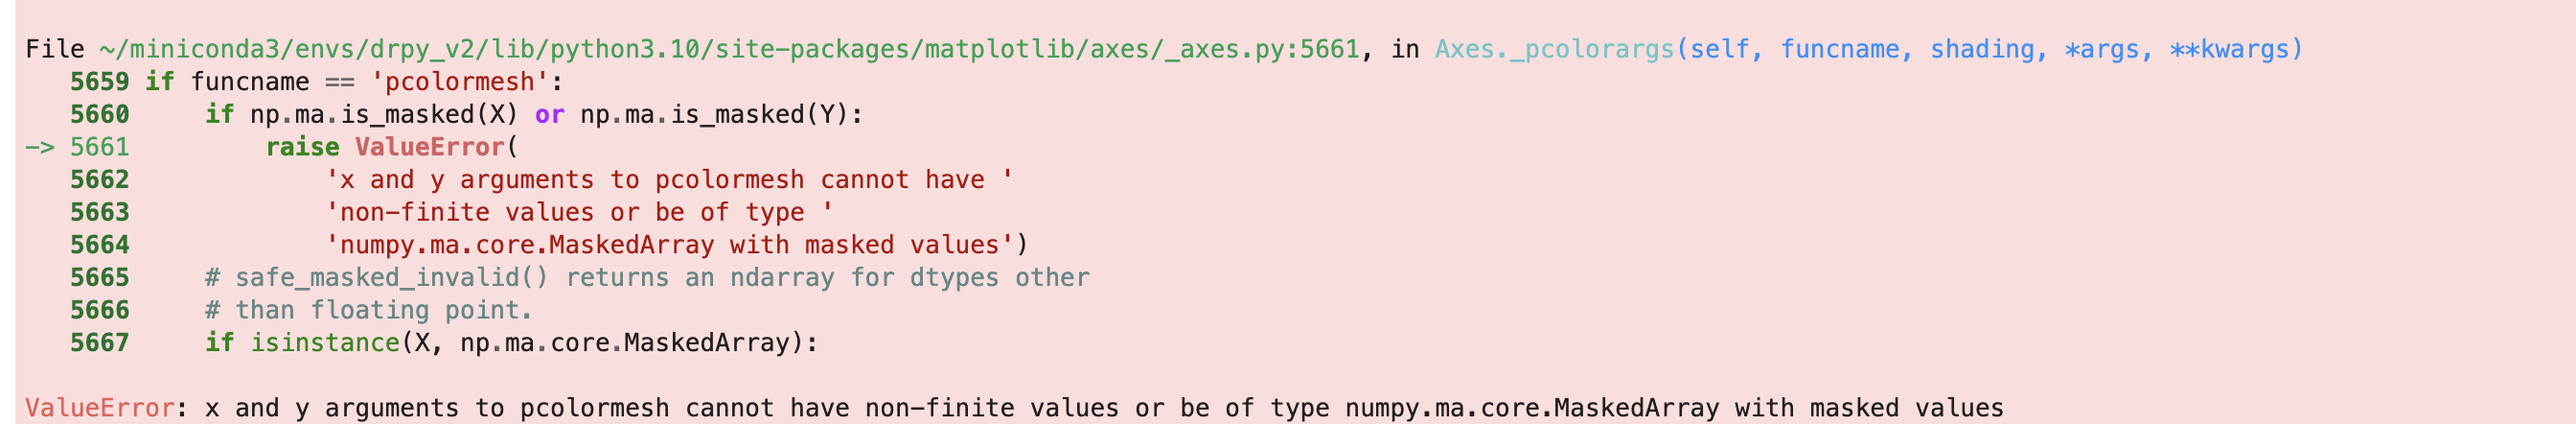 File ~/miniconda3/envs/drpy_v2/lib/python3.10/site-packages/matplotlib/axes/_axes.py:5661, in Axes._pcolorargs(self, funcname, shading, *args, **kwargs)
   5659 if funcname == 'pcolormesh':
   5660     if np.ma.is_masked(X) or np.ma.is_masked(Y):
-> 5661         raise ValueError(
   5662             'x and y arguments to pcolormesh cannot have '
   5663             'non-finite values or be of type '
   5664             'numpy.ma.core.MaskedArray with masked values')
   5665     # safe_masked_invalid() returns an ndarray for dtypes other
   5666     # than floating point.
   5667     if isinstance(X, np.ma.core.MaskedArray):
ValueError: x and y arguments to pcolormesh cannot have non-finite values or be of type numpy.ma.core.MaskedArray with masked values